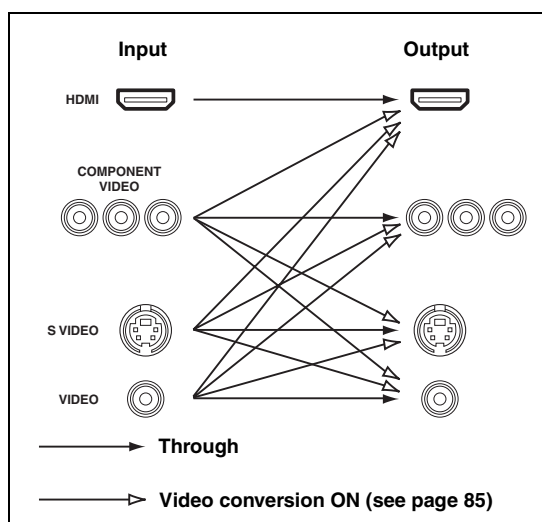 Input
Output
HDMI
COMPONENT
VIDEO
S VIDEO
VIDEO
Through
Video conversion ON (see page 85)